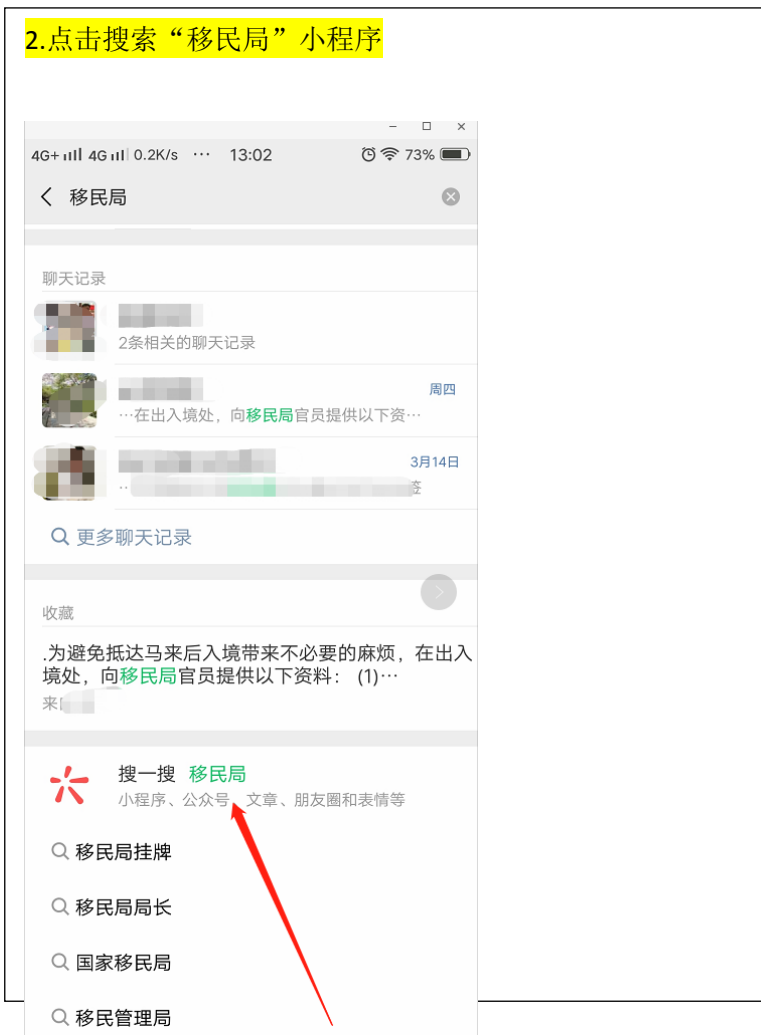 2.点击搜索“移民局”小程序
4G+ 4G 0.2K/s ··· 13:02 73%
移民局
聊天记录
2条相关的聊天记录
周四
···在出入境处，向移民局官员提供以下资···
3月14日
··
签
更多聊天记录
收藏
.为避免抵达马来后入境带来不必要的麻烦，在出入
境处，向移民局官员提供以下资料： (1)···
来
搜一搜 移民局
小程序、公众号、文章、朋友圈和表情等
移民局挂牌
移民局局长
国家移民局
移民管理局